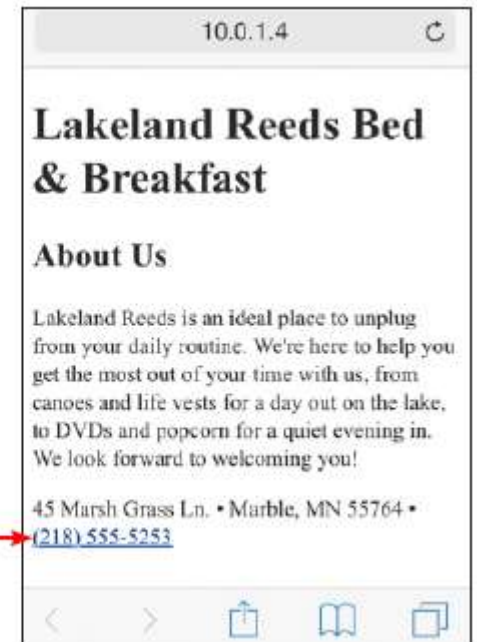 10.0.1.4
Lakeland Reeds Bed
& Breakfast
About Us
Lakeland Reeds is an ideal place to unplug
from your daily routine. We're here to help you
get the most out of your time with us, from
canoes and life vests for a day out on the lake,
to DVDs and popcorn for a quiet evening in.
We look forward to welcoming you!
45 Marsh Grass Ln. • Marble, MN 55764 •
(218) 555-5253